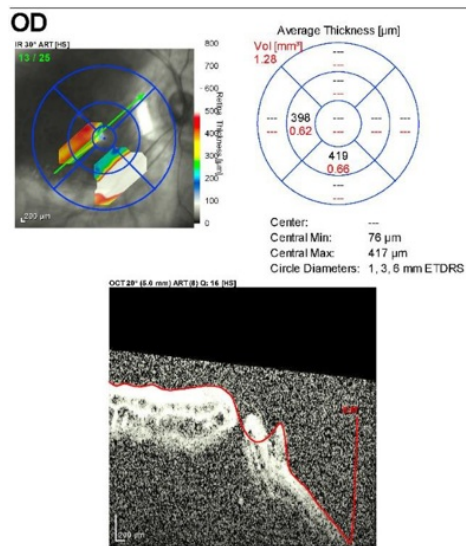 OD
IR 30° ART [HS]
13 / 25
200 µm
800
700
600
500
400
300
200
100
0
Retinal Thickness [µm]
Average Thickness [µm]
Vol [mm³]
1.28
---
---
---
---
--- 398 --- --- ---
--- 0.62 --- --- ---
419
0.66
---
---
Center: ---
Central Min: 76 µm
Central Max: 417 µm
Circle Diameters: 1, 3, 6 mm ETDRS
OCT 20° (5.6 mm) ART (8) Q: 16 [HS]
200 µm